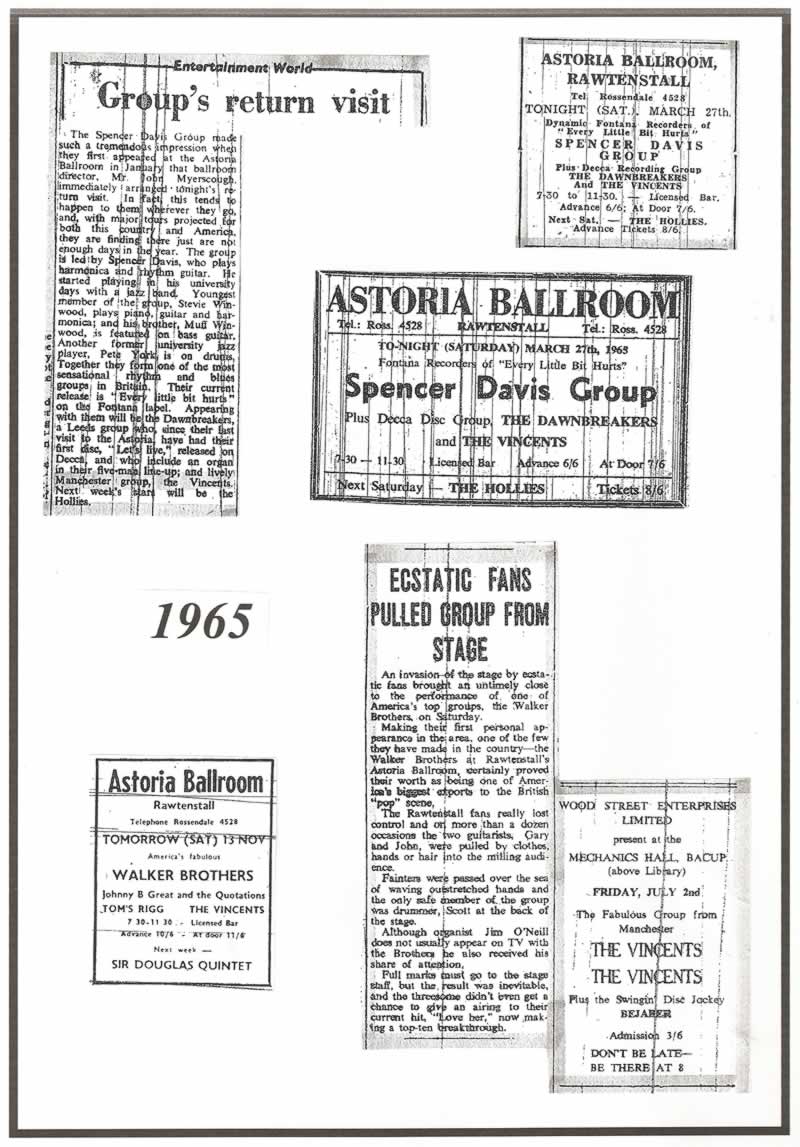 Entertainment World
Group's return visit
The Spencer Davis Group made
such a tremendous impression when
they first appeared at the Astoria
Ballroom in January that ballroom
director, Mr. John Myerscough,
immediately arranged tonight's re-
turn visit. In fact, this tends to
happen to them wherever they go,
and, with major tours projected for
both this country and America,
they are finding there just are not
enough days in the year. The group
is led by Spencer Davis, who plays
harmonica and rhythm guitar. He
started playing in his university
days with a jazz band. Youngest
member of the group, Stevie Win-
wood, plays piano, guitar and har-
monica; and his brother, Muff Win-
wood, is featured on bass guitar.
Another former university jazz
player, Pete York, is on drums.
Together they form one of the most
sensational rhythm and blues
groups in Britain. Their current
release is "Every little bit hurts"
on the Fontana label. Appearing
with them will be the Dawnbreakers,
a Leeds group who, since their last
visit to the Astoria, have had their
first disc, "Let's live," released on
Decca, and who include an organ
in their five-man line-up; and lively
Manchester group, the Vincents.
Next week's stars will be the
Hollies.
ASTORIA BALLROOM,
RAWTENSTALL
Tel. Rossendale 4528
TONIGHT (SAT.), MARCH 27th.
Dynamic Fontana Recorders of
"Every Little Bit Hurts"
SPENCER DAVIS
GROUP
Plus Decca Recording Group
THE DAWNBREAKERS
And THE VINCENTS
7-30 to 11-30. — Licensed Bar.
Advance 6/6; At Door 7/6.
Next Sat. — THE HOLLIES.
Advance Tickets 8/6.
ASTORIA BALLROOM
Tel.: Ross. 4528 RAWTENSTALL Tel.: Ross. 4528
TO-NIGHT (SATURDAY) MARCH 27th, 1965
Fontana Recorders of "Every Little Bit Hurts"
Spencer Davis Group
Plus Decca Disc Group, THE DAWNBREAKERS
and THE VINCENTS
7-30 — 11-30 Licensed Bar Advance 6/6 At Door 7/6
Next Saturday — THE HOLLIES Tickets 8/6
1965
ECSTATIC FANS
PULLED GROUP FROM
STAGE
An invasion of the stage by ecsta-
tic fans brought an untimely close
to the performance of one of
America's top groups, the Walker
Brothers, on Saturday.
Making their first personal ap-
pearance in the area, one of the few
they have made in the country—the
Walker Brothers at Rawtenstall's
Astoria Ballroom, certainly proved
their worth as being one of Amer-
ica's biggest exports to the British
"pop" scene,
The Rawtenstall fans really lost
control and on more than a dozen
occasions the two guitarists, Gary
and John, were pulled by clothes,
hands or hair into the milling audi-
ence.
Fainters were passed over the sea
of waving outstretched hands and
the only safe member of the group
was drummer, Scott at the back of
the stage.
Although organist Jim O'Neill
does not usually appear on TV with
the Brothers he also received his
share of attention.
Full marks must go to the stage
staff, but the result was inevitable,
and the threesome didn't even get a
chance to give an airing to their
current hit, "Love her," now mak-
ing a top-ten breakthrough.
Astoria Ballroom
Rawtenstall
Telephone Rossendale 4528
TOMORROW (SAT) 13 NOV
America's fabulous
WALKER BROTHERS
Johnny B Great and the Quotations
TOM'S RIGG THE VINCENTS
7 30-11 30 - Licensed Bar
Advance 10/6 - At door 11/6
Next week —
SIR DOUGLAS QUINTET
WOOD STREET ENTERPRISES
LIMITED
present at the
MECHANICS HALL, BACUP
(above Library)
FRIDAY, JULY 2nd
The Fabulous Group from
Manchester
THE VINCENTS
THE VINCENTS
Plus the Swingin' Disc Jockey
BEJABER
Admission 3/6
DON'T BE LATE—
BE THERE AT 8